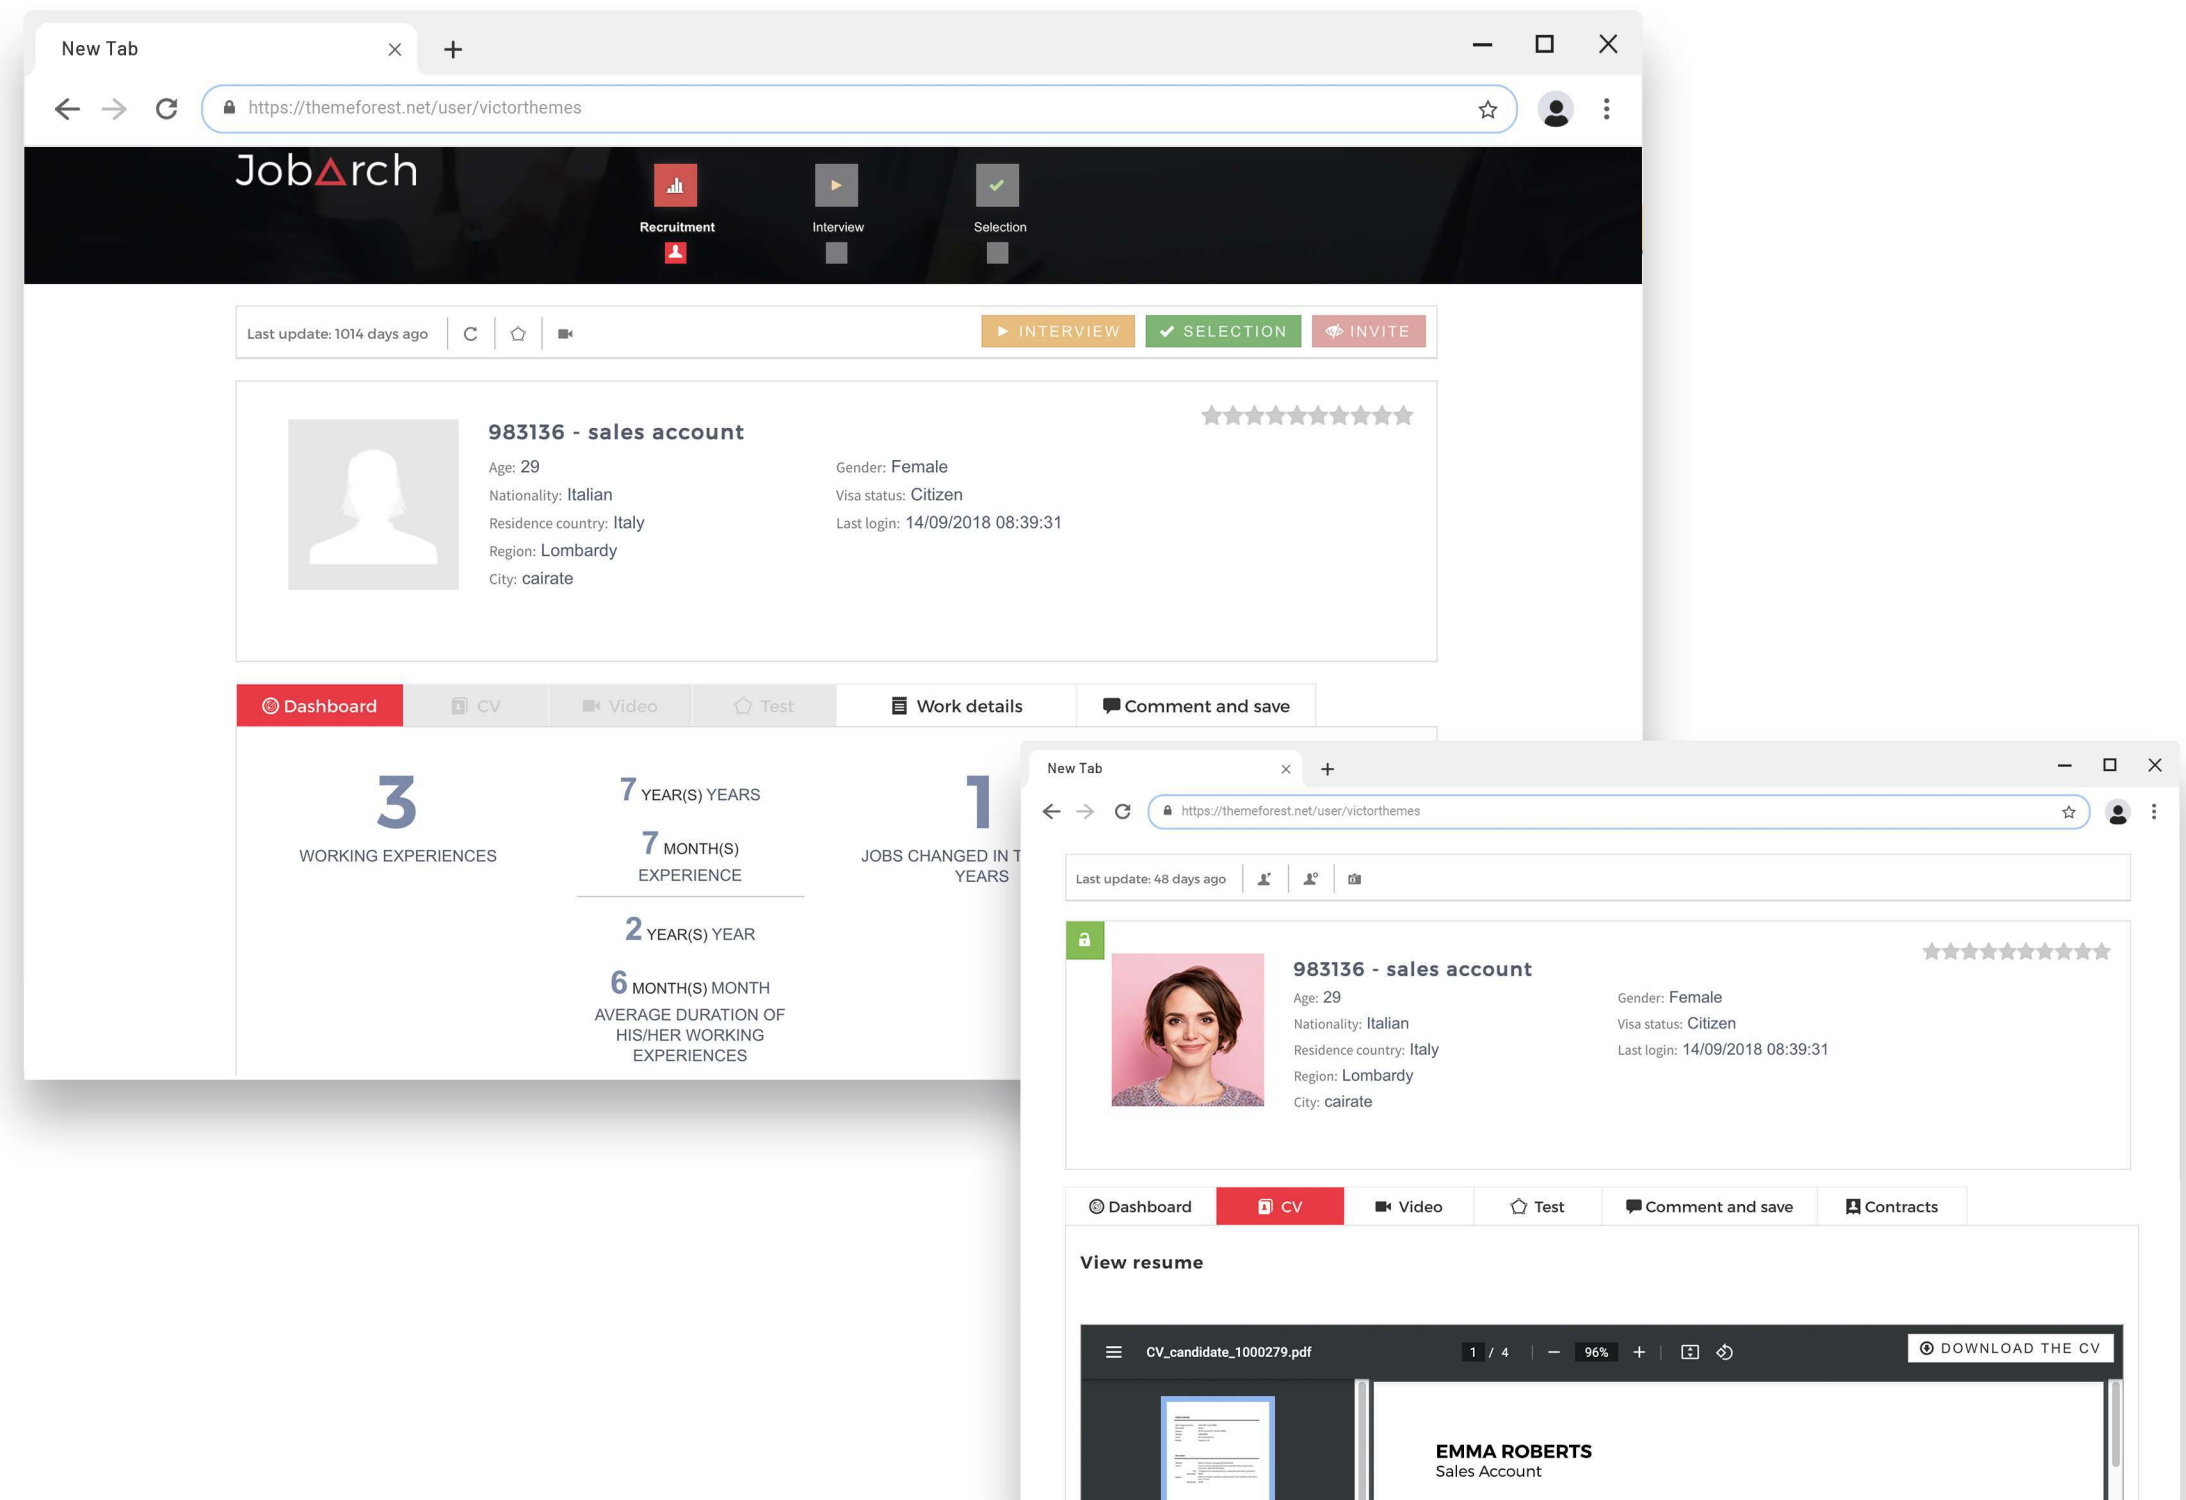 New Tab
https://themeforest.net/user/victorthemes
JobArch
Recruitment
Interview
Selection
Last update: 1014 days ago
INTERVIEW
SELECTION
INVITE
983136 - sales account
Age: 29
Gender: Female
Nationality: Italian
Visa status: Citizen
Residence country: Italy
Last login: 14/09/2018 08:39:31
Region: Lombardy
City: cairate
Dashboard
CV
Video
Test
Work details
Comment and save
3
WORKING EXPERIENCES
7 YEAR(S) YEARS
7 MONTH(S)
EXPERIENCE
2 YEAR(S) YEAR
6 MONTH(S) MONTH
AVERAGE DURATION OF
HIS/HER WORKING
EXPERIENCES
1
JOBS CHANGED IN
YEARS
New Tab
https://themeforest.net/user/victorthemes
Last update: 48 days ago
983136 - sales account
Age: 29
Gender: Female
Nationality: Italian
Visa status: Citizen
Residence country: Italy
Last login: 14/09/2018 08:39:31
Region: Lombardy
City: cairate
Dashboard
CV
Video
Test
Comment and save
Contracts
View resume
CV_candidate_1000279.pdf
1 / 4
96%
DOWNLOAD THE CV
EMMA ROBERTS
Sales Account